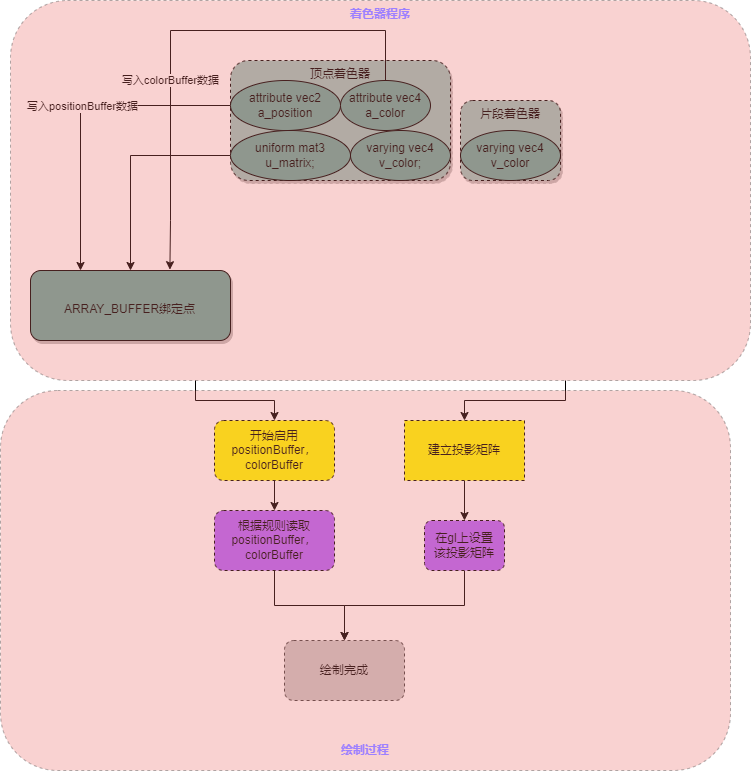 着色器程序
顶点着色器
写入colorBuffer数据
attribute vec2
a_position
attribute vec4
a_color
写入positionBuffer数据
片段着色器
uniform mat3
u_matrix;
varying vec4
v_color;
varying vec4
v_color
ARRAY_BUFFER绑定点
开始启用
positionBuffer,
colorBuffer
建立投影矩阵
根据规则读取
positionBuffer,
colorBuffer
在gl上设置
该投影矩阵
绘制完成
绘制过程